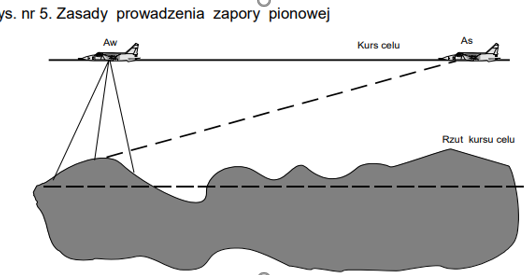 ys. nr 5. Zasady prowadzenia zapory pionowej
Aw
Kurs celu
As
Rzut kursu celu